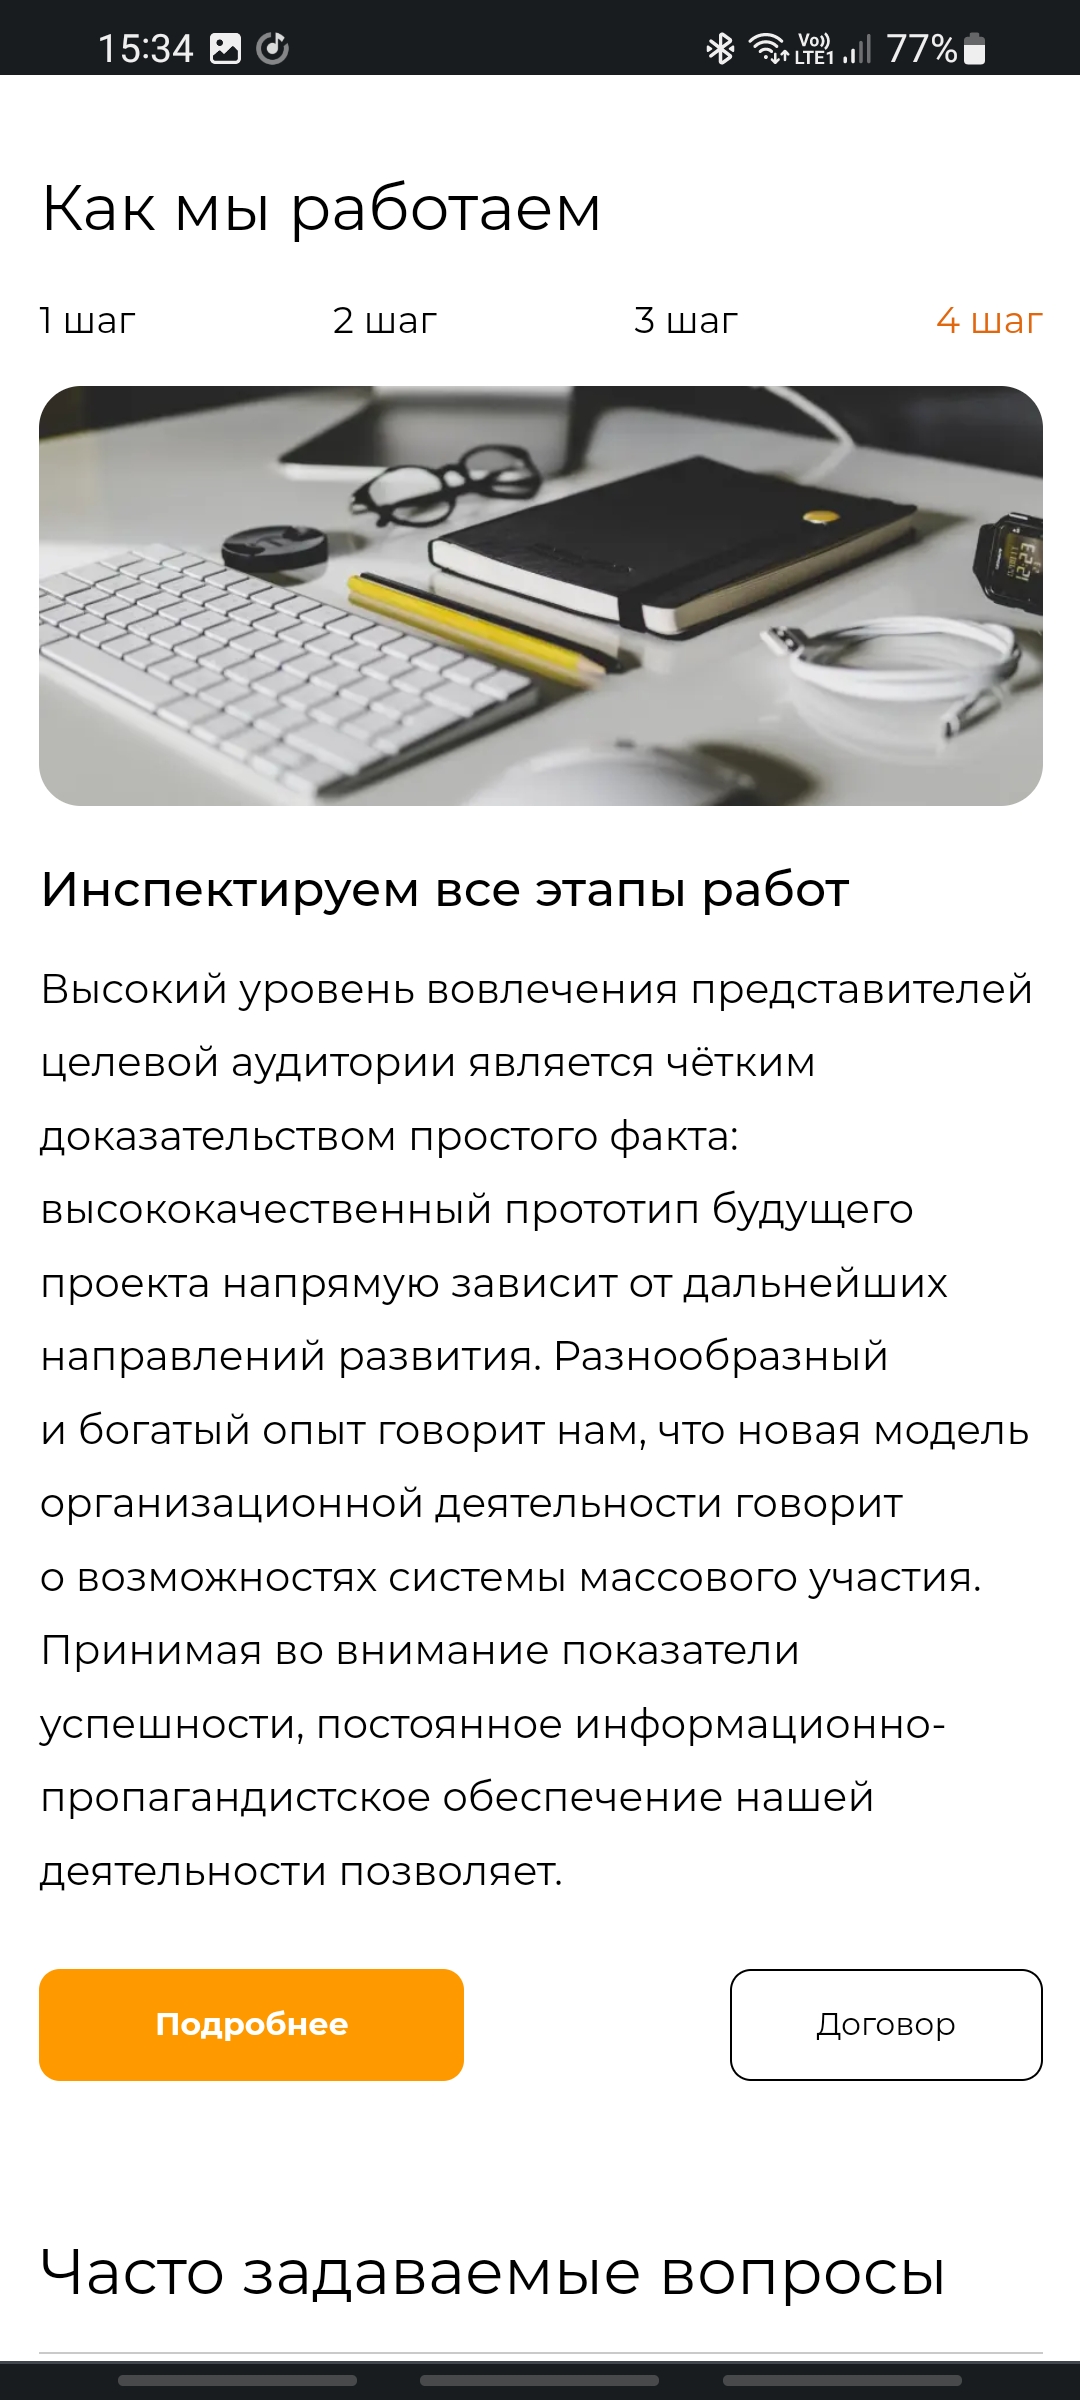 15:34 Vo)) LTE1 77%
Как мы работаем
1 шаг 2 шаг 3 шаг 4 шаг
Инспектируем все этапы работ
Высокий уровень вовлечения представителей
целевой аудитории является чётким
доказательством простого факта:
высококачественный прототип будущего
проекта напрямую зависит от дальнейших
направлений развития. Разнообразный
и богатый опыт говорит нам, что новая модель
организационной деятельности говорит
о возможностях системы массового участия.
Принимая во внимание показатели
успешности, постоянное информационно-
пропагандистское обеспечение нашей
деятельности позволяет.
Подробнее Договор
Часто задаваемые вопросы